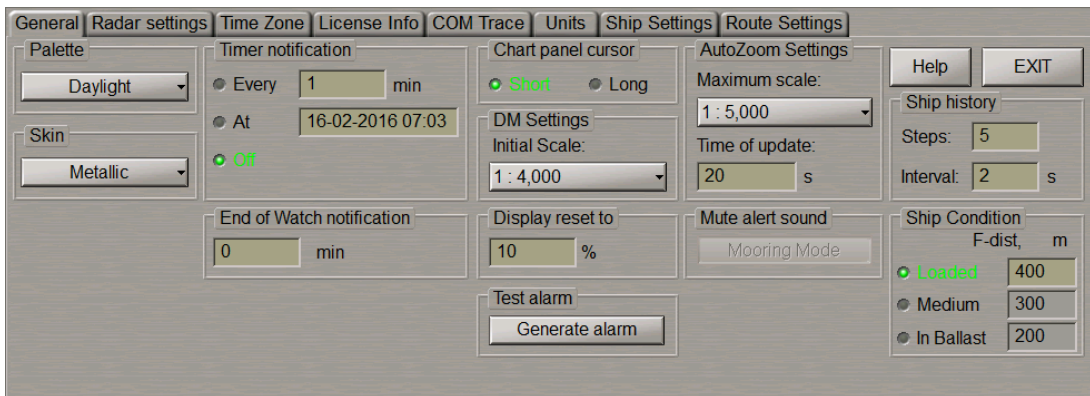 General Radar settings Time Zone License Info COM Trace Units Ship Settings Route Settings
Palette
Daylight
Skin
Metallic
Timer notification
Every 1 min
At 16-02-2016 07:03
Off
End of Watch notification
0 min
Chart panel cursor
Short Long
DM Settings
Initial Scale:
1 : 4,000
Display reset to
10 %
Test alarm
Generate alarm
AutoZoom Settings
Maximum scale:
1 : 5,000
Time of update:
20 s
Mute alert sound
Mooring Mode
Help EXIT
Ship history
Steps: 5
Interval: 2 s
Ship Condition
F-dist, m
Loaded 400
Medium 300
In Ballast 200